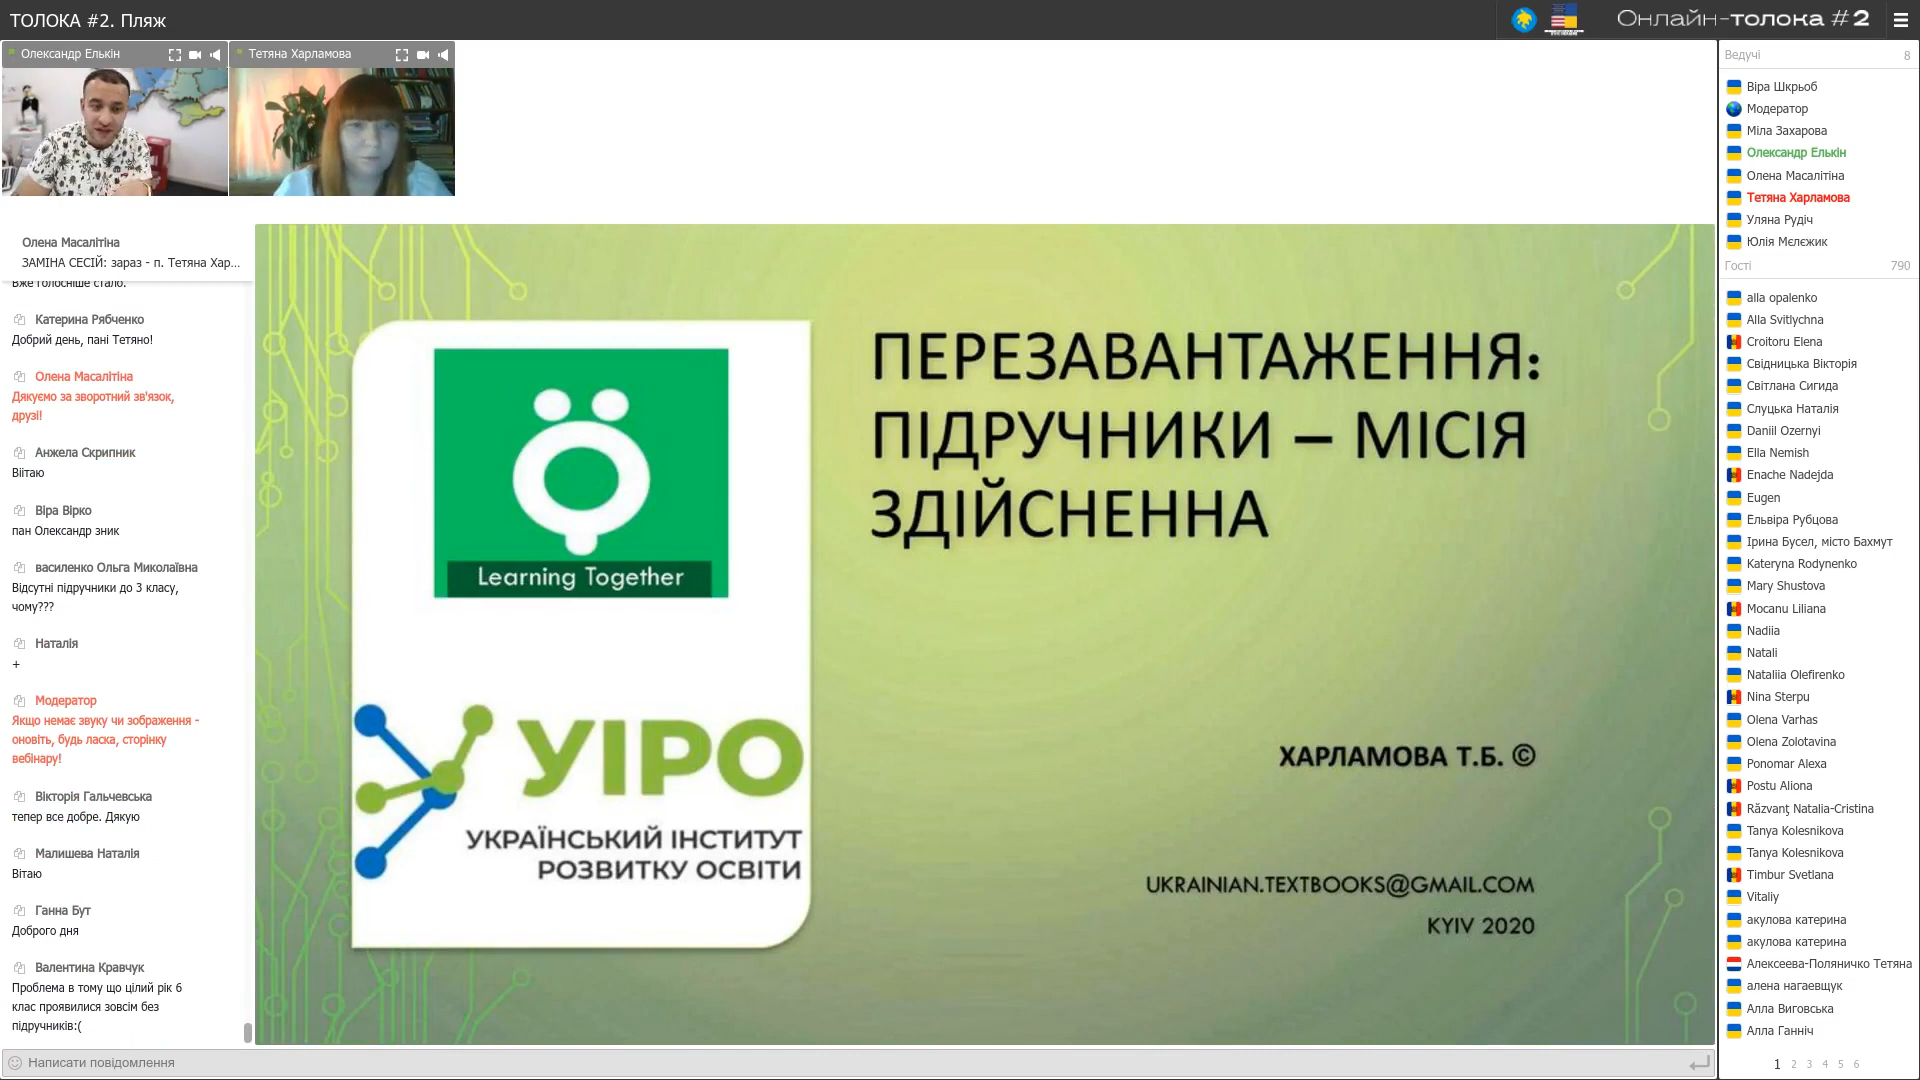 ТОЛОКА #2. Пляж
Онлайн-толока #2
Олександр Елькін
Тетяна Харламова
Олена Масалітіна
ЗАМІНА СЕСІЙ: зараз - п. Тетяна Хар...
Вже голосніше стало.
Катерина Рябченко
Добрий день, пані Тетяно!
Олена Масалітіна
Дякуємо за зворотний зв'язок,
друзі!
Анжела Скрипник
Віітаю
Віра Вірко
пан Олександр зник
василенко Ольга Миколаївна
Відсутні підручники до 3 класу,
чому???
Наталія
+
Модератор
Якщо немає звуку чи зображення -
оновіть, будь ласка, сторінку
вебінару!
Вікторія Гальчевська
тепер все добре. Дякую
Малишева Наталія
Вітаю
Ганна Бут
Доброго дня
Валентина Кравчук
Проблема в тому що цілий рік 6
клас проявилися зовсім без
підручників:(
Написати повідомлення
Learning Together
УІРО
УКРАЇНСЬКИЙ ІНСТИТУТ
РОЗВИТКУ ОСВІТИ
ПЕРЕЗАВАНТАЖЕННЯ:
ПІДРУЧНИКИ – МІСІЯ
ЗДІЙСНЕННА
ХАРЛАМОВА Т.Б. ©
UKRAINIAN.TEXTBOOKS@GMAIL.COM
KYIV 2020
Ведучі 8
Віра Шкрьоб
Модератор
Міла Захарова
Олександр Елькін
Олена Масалітіна
Тетяна Харламова
Уляна Рудіч
Юлія Мєлєжик
Гості 790
alla opalenko
Alla Svitlychna
Croitoru Elena
Свідницька Вікторія
Світлана Сигида
Слуцька Наталія
Daniil Ozernyi
Ella Nemish
Enache Nadejda
Eugen
Ельвіра Рубцова
Ірина Бусел, місто Бахмут
Kateryna Rodynenko
Mary Shustova
Mocanu Liliana
Nadiia
Natali
Nataliia Olefirenko
Nina Sterpu
Olena Varhas
Olena Zolotavina
Ponomar Alexa
Postu Aliona
Răzvanţ Natalia-Cristina
Tanya Kolesnikova
Tanya Kolesnikova
Timbur Svetlana
Vitaliy
акулова катерина
акулова катерина
Алексеева-Поляничко Тетяна
алена нагаевщук
Алла Виговська
Алла Ганніч
1 2 3 4 5 6